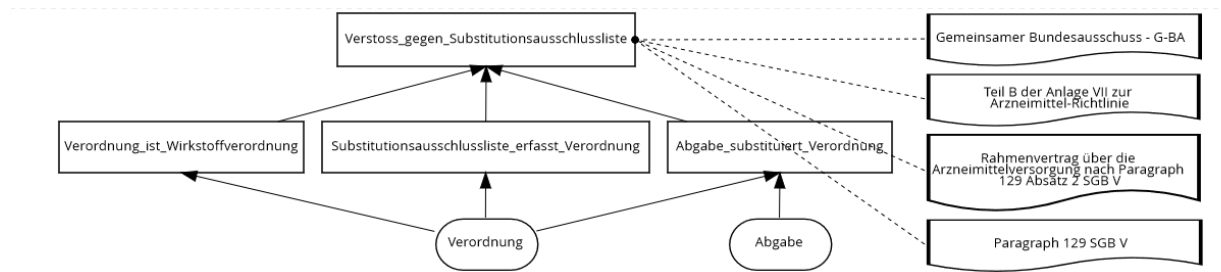 Verstoss_gegen_Substitutionsausschlussliste
Gemeinsamer Bundesausschuss - G-BA
Teil B der Anlage VII zur
Arzneimittel-Richtlinie
Verordnung_ist_Wirkstoffverordnung
Substitutionsausschlussliste_erfasst_Verordnung
Abgabe_substituiert_Verordnung
Rahmenvertrag über die
Arzneimittelversorgung nach Paragraph
129 Absatz 2 SGB V
Verordnung
Abgabe
Paragraph 129 SGB V